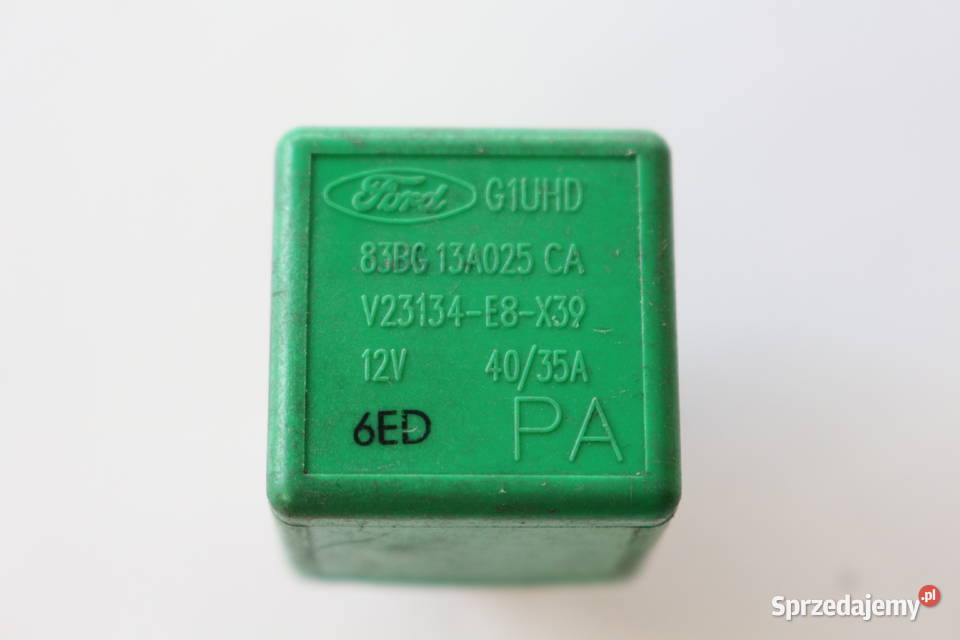 Ford G1UHD
83BG 13A025 CA
V23134-E8-X39
12V 40/35A
6ED PA
Sprzedajemy.pl